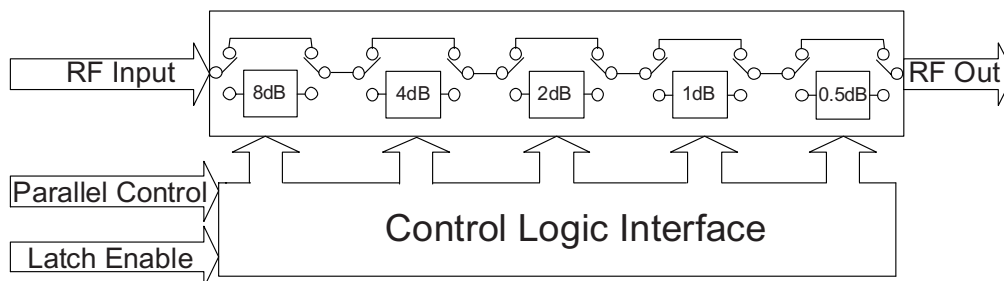 RF Input
8dB
4dB
2dB
1dB
0.5dB
RF Out
Parallel Control
Latch Enable
Control Logic Interface